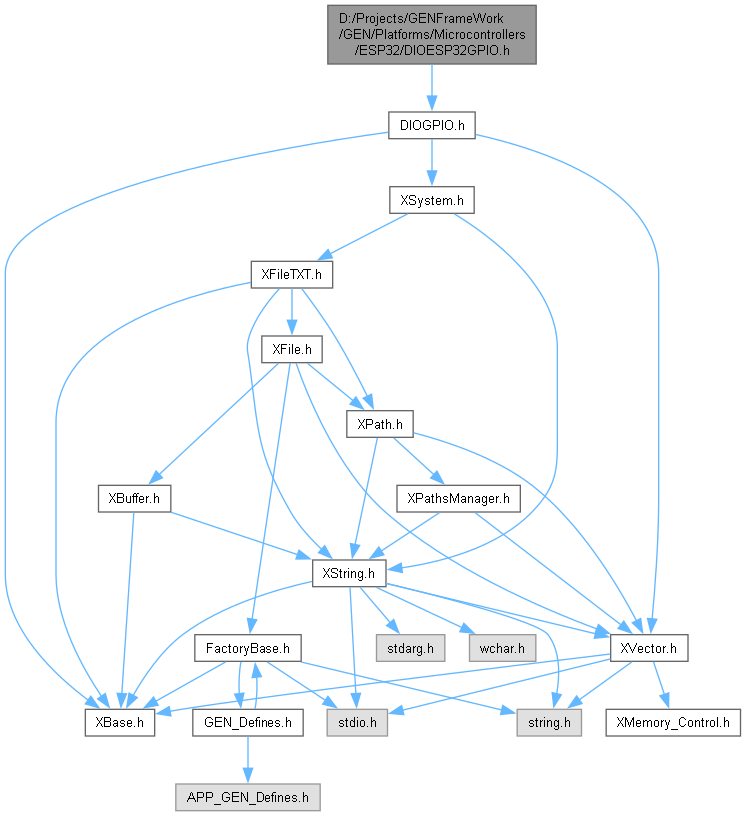 D:/Projects/GENFrameWork
/GEN/Platforms/Microcontrollers
/ESP32/DIOESP32GPIO.h
DIOGPIO.h
XSystem.h
XFileTXT.h
XFile.h
XPath.h
XBuffer.h
XPathsManager.h
XString.h
FactoryBase.h
stdarg.h
wchar.h
XVector.h
XBase.h
GEN_Defines.h
stdio.h
string.h
XMemory_Control.h
APP_GEN_Defines.h